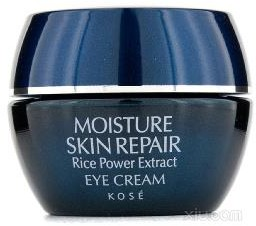 MOISTURE
SKIN REPAIR
Rice Power Extract
EYE CREAM
KOSÉ